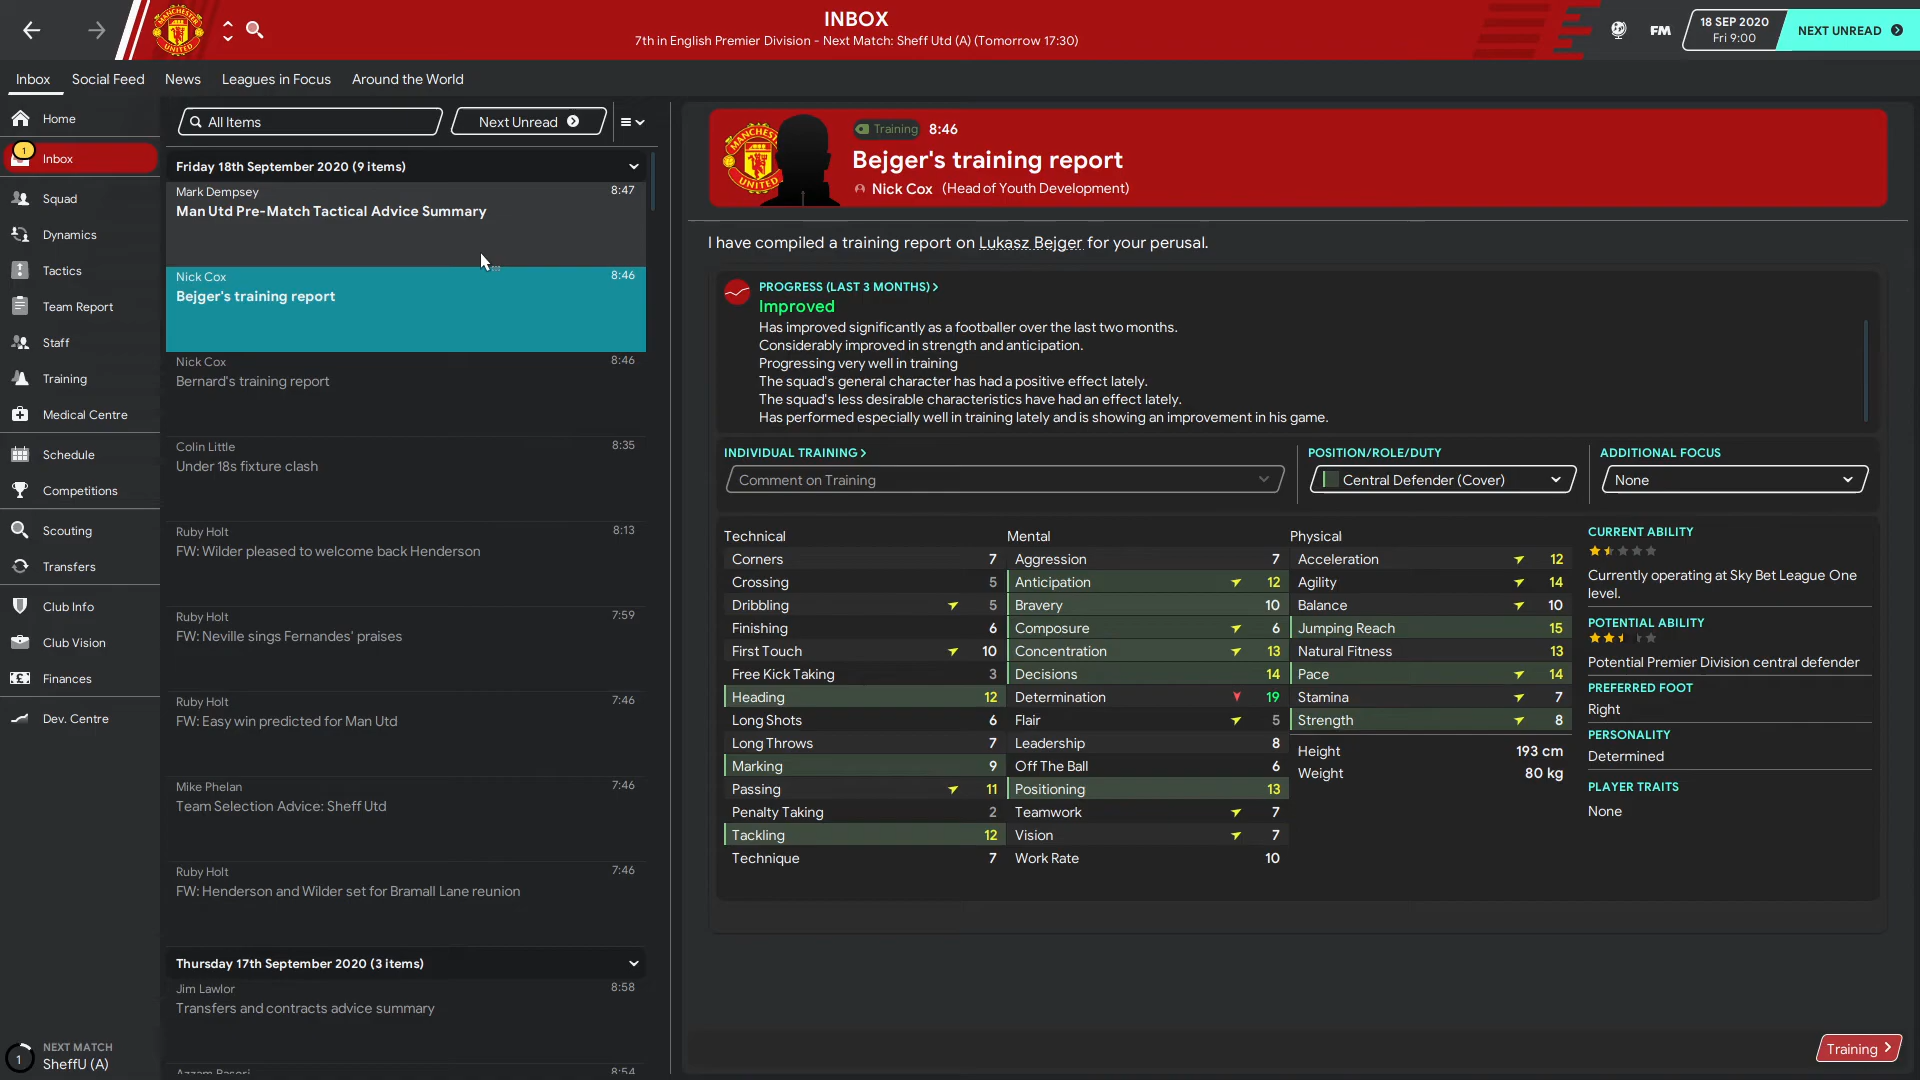 INBOX
7th in English Premier Division - Next Match: Sheff Utd (A) (Tomorrow 17:30)
FM
18 SEP 2020
Fri 9:00
NEXT UNREAD
Inbox Social Feed News Leagues in Focus Around the World
Home
1
Inbox
Squad
Dynamics
Tactics
Team Report
Staff
Training
Medical Centre
Schedule
Competitions
Scouting
Transfers
Club Info
Club Vision
Finances
Dev. Centre
1
NEXT MATCH
SheffU (A)
All Items
Next Unread
Friday 18th September 2020 (9 items)
Mark Dempsey 8:47
Man Utd Pre-Match Tactical Advice Summary
Nick Cox 8:46
Bejger's training report
Nick Cox 8:46
Bernard's training report
Colin Little 8:35
Under 18s fixture clash
Ruby Holt 8:13
FW: Wilder pleased to welcome back Henderson
Ruby Holt 7:59
FW: Neville sings Fernandes' praises
Ruby Holt 7:46
FW: Easy win predicted for Man Utd
Mike Phelan 7:46
Team Selection Advice: Sheff Utd
Ruby Holt 7:46
FW: Henderson and Wilder set for Bramall Lane reunion
Thursday 17th September 2020 (3 items)
Jim Lawlor 8:58
Transfers and contracts advice summary
8:54
MANCHESTER
UNITED
Training 8:46
Bejger's training report
Nick Cox (Head of Youth Development)
I have compiled a training report on Lukasz Bejger for your perusal.
PROGRESS (LAST 3 MONTHS) >
Improved
Has improved significantly as a footballer over the last two months.
Considerably improved in strength and anticipation.
Progressing very well in training
The squad's general character has had a positive effect lately.
The squad's less desirable characteristics have had an effect lately.
Has performed especially well in training lately and is showing an improvement in his game.
INDIVIDUAL TRAINING >
Comment on Training
POSITION/ROLE/DUTY
Central Defender (Cover)
ADDITIONAL FOCUS
None
Technical
Corners 7
Crossing 5
Dribbling 5
Finishing 6
First Touch 10
Free Kick Taking 3
Heading 12
Long Shots 6
Long Throws 7
Marking 9
Passing 11
Penalty Taking 2
Tackling 12
Technique 7
Mental
Aggression 7
Anticipation 12
Bravery 10
Composure 6
Concentration 13
Decisions 14
Determination 19
Flair 5
Leadership 8
Off The Ball 6
Positioning 13
Teamwork 7
Vision 7
Work Rate 10
Physical
Acceleration 12
Agility 14
Balance 10
Jumping Reach 15
Natural Fitness 13
Pace 14
Stamina 7
Strength 8
Height 193 cm
Weight 80 kg
CURRENT ABILITY
Currently operating at Sky Bet League One
level.
POTENTIAL ABILITY
Potential Premier Division central defender
PREFERRED FOOT
Right
PERSONALITY
Determined
PLAYER TRAITS
None
Training >